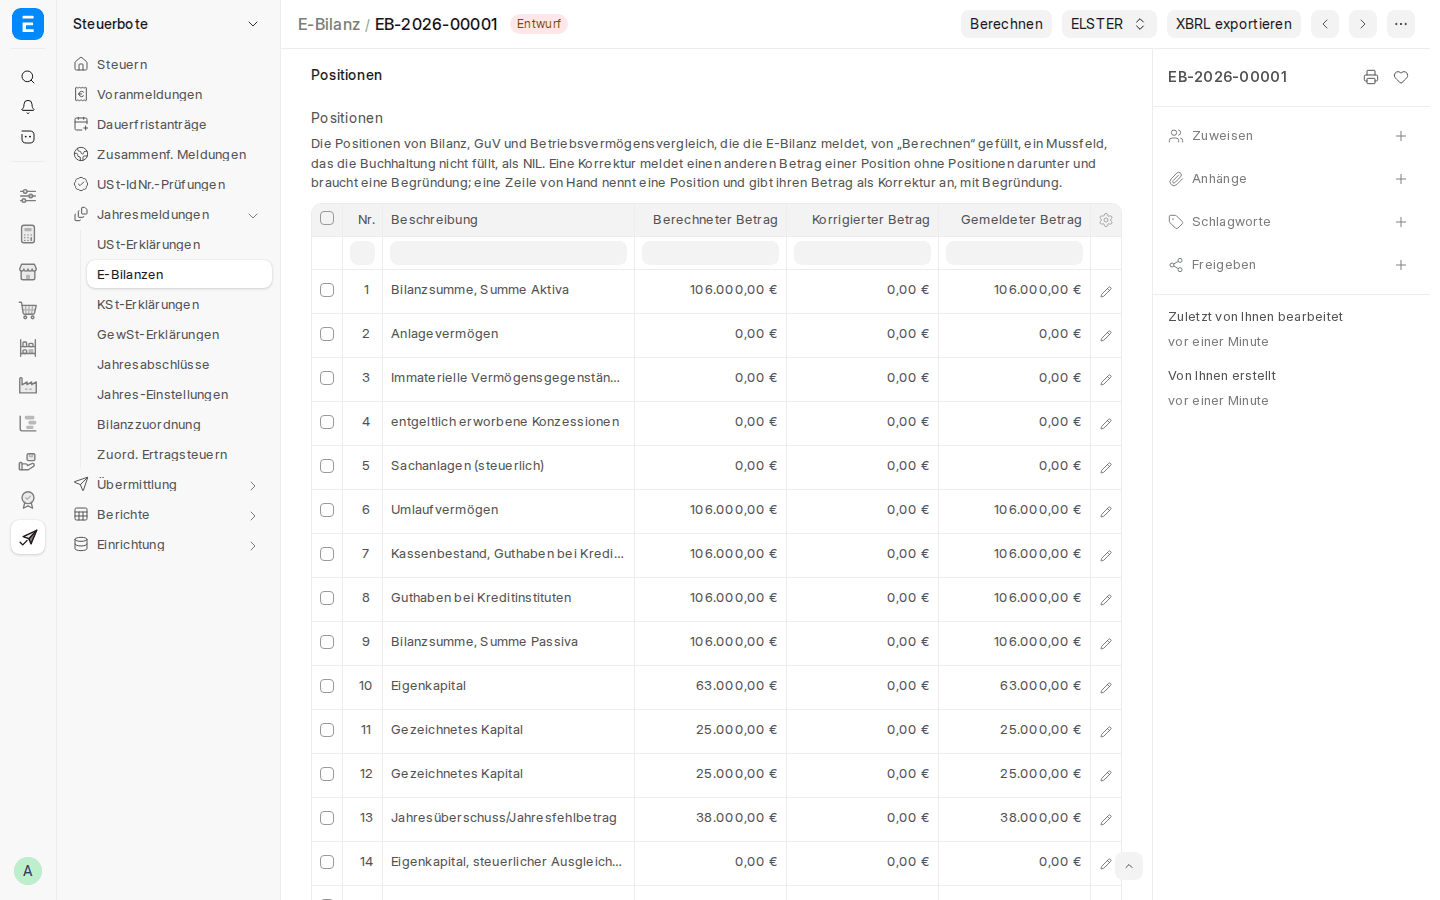 Steuerbote
E-Bilanz / EB-2026-00001 Entwurf
Berechnen
ELSTER
XBRL exportieren
Steuern
Voranmeldungen
Dauerfristanträge
Zusammenf. Meldungen
USt-IdNr.-Prüfungen
Jahresmeldungen
USt-Erklärungen
E-Bilanzen
KSt-Erklärungen
GewSt-Erklärungen
Jahresabschlüsse
Jahres-Einstellungen
Bilanzzuordnung
Zuord. Ertragsteuern
Übermittlung
Berichte
Einrichtung
A
Positionen
Positionen
Die Positionen von Bilanz, GuV und Betriebsvermögensvergleich, die die E-Bilanz meldet, von „Berechnen“ gefüllt, ein Mussfeld,
das die Buchhaltung nicht füllt, als NIL. Eine Korrektur meldet einen anderen Betrag einer Position ohne Positionen darunter und
braucht eine Begründung; eine Zeile von Hand nennt eine Position und gibt ihren Betrag als Korrektur an, mit Begründung.
Nr. Beschreibung Berechneter Betrag Korrigierter Betrag Gemeldeter Betrag
1 Bilanzsumme, Summe Aktiva 106.000,00 € 0,00 € 106.000,00 €
2 Anlagevermögen 0,00 € 0,00 € 0,00 €
3 Immaterielle Vermögensgegenstän... 0,00 € 0,00 € 0,00 €
4 entgeltlich erworbene Konzessionen 0,00 € 0,00 € 0,00 €
5 Sachanlagen (steuerlich) 0,00 € 0,00 € 0,00 €
6 Umlaufvermögen 106.000,00 € 0,00 € 106.000,00 €
7 Kassenbestand, Guthaben bei Kredi... 106.000,00 € 0,00 € 106.000,00 €
8 Guthaben bei Kreditinstituten 106.000,00 € 0,00 € 106.000,00 €
9 Bilanzsumme, Summe Passiva 106.000,00 € 0,00 € 106.000,00 €
10 Eigenkapital 63.000,00 € 0,00 € 63.000,00 €
11 Gezeichnetes Kapital 25.000,00 € 0,00 € 25.000,00 €
12 Gezeichnetes Kapital 25.000,00 € 0,00 € 25.000,00 €
13 Jahresüberschuss/Jahresfehlbetrag 38.000,00 € 0,00 € 38.000,00 €
14 Eigenkapital, steuerlicher Ausgleich... 0,00 € 0,00 € 0,00 €
EB-2026-00001
Zuweisen
Anhänge
Schlagworte
Freigeben
Zuletzt von Ihnen bearbeitet
vor einer Minute
Von Ihnen erstellt
vor einer Minute